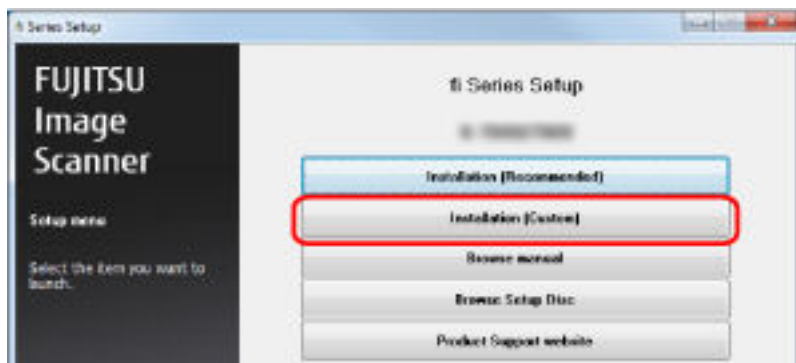 fi Series Setup
FUJITSU
Image
Scanner
Setup menu
Select the item you want to
launch.
fi Series Setup
Installation (Recommended)
Installation (Custom)
Browse manual
Browse Setup Disc
Product Support website